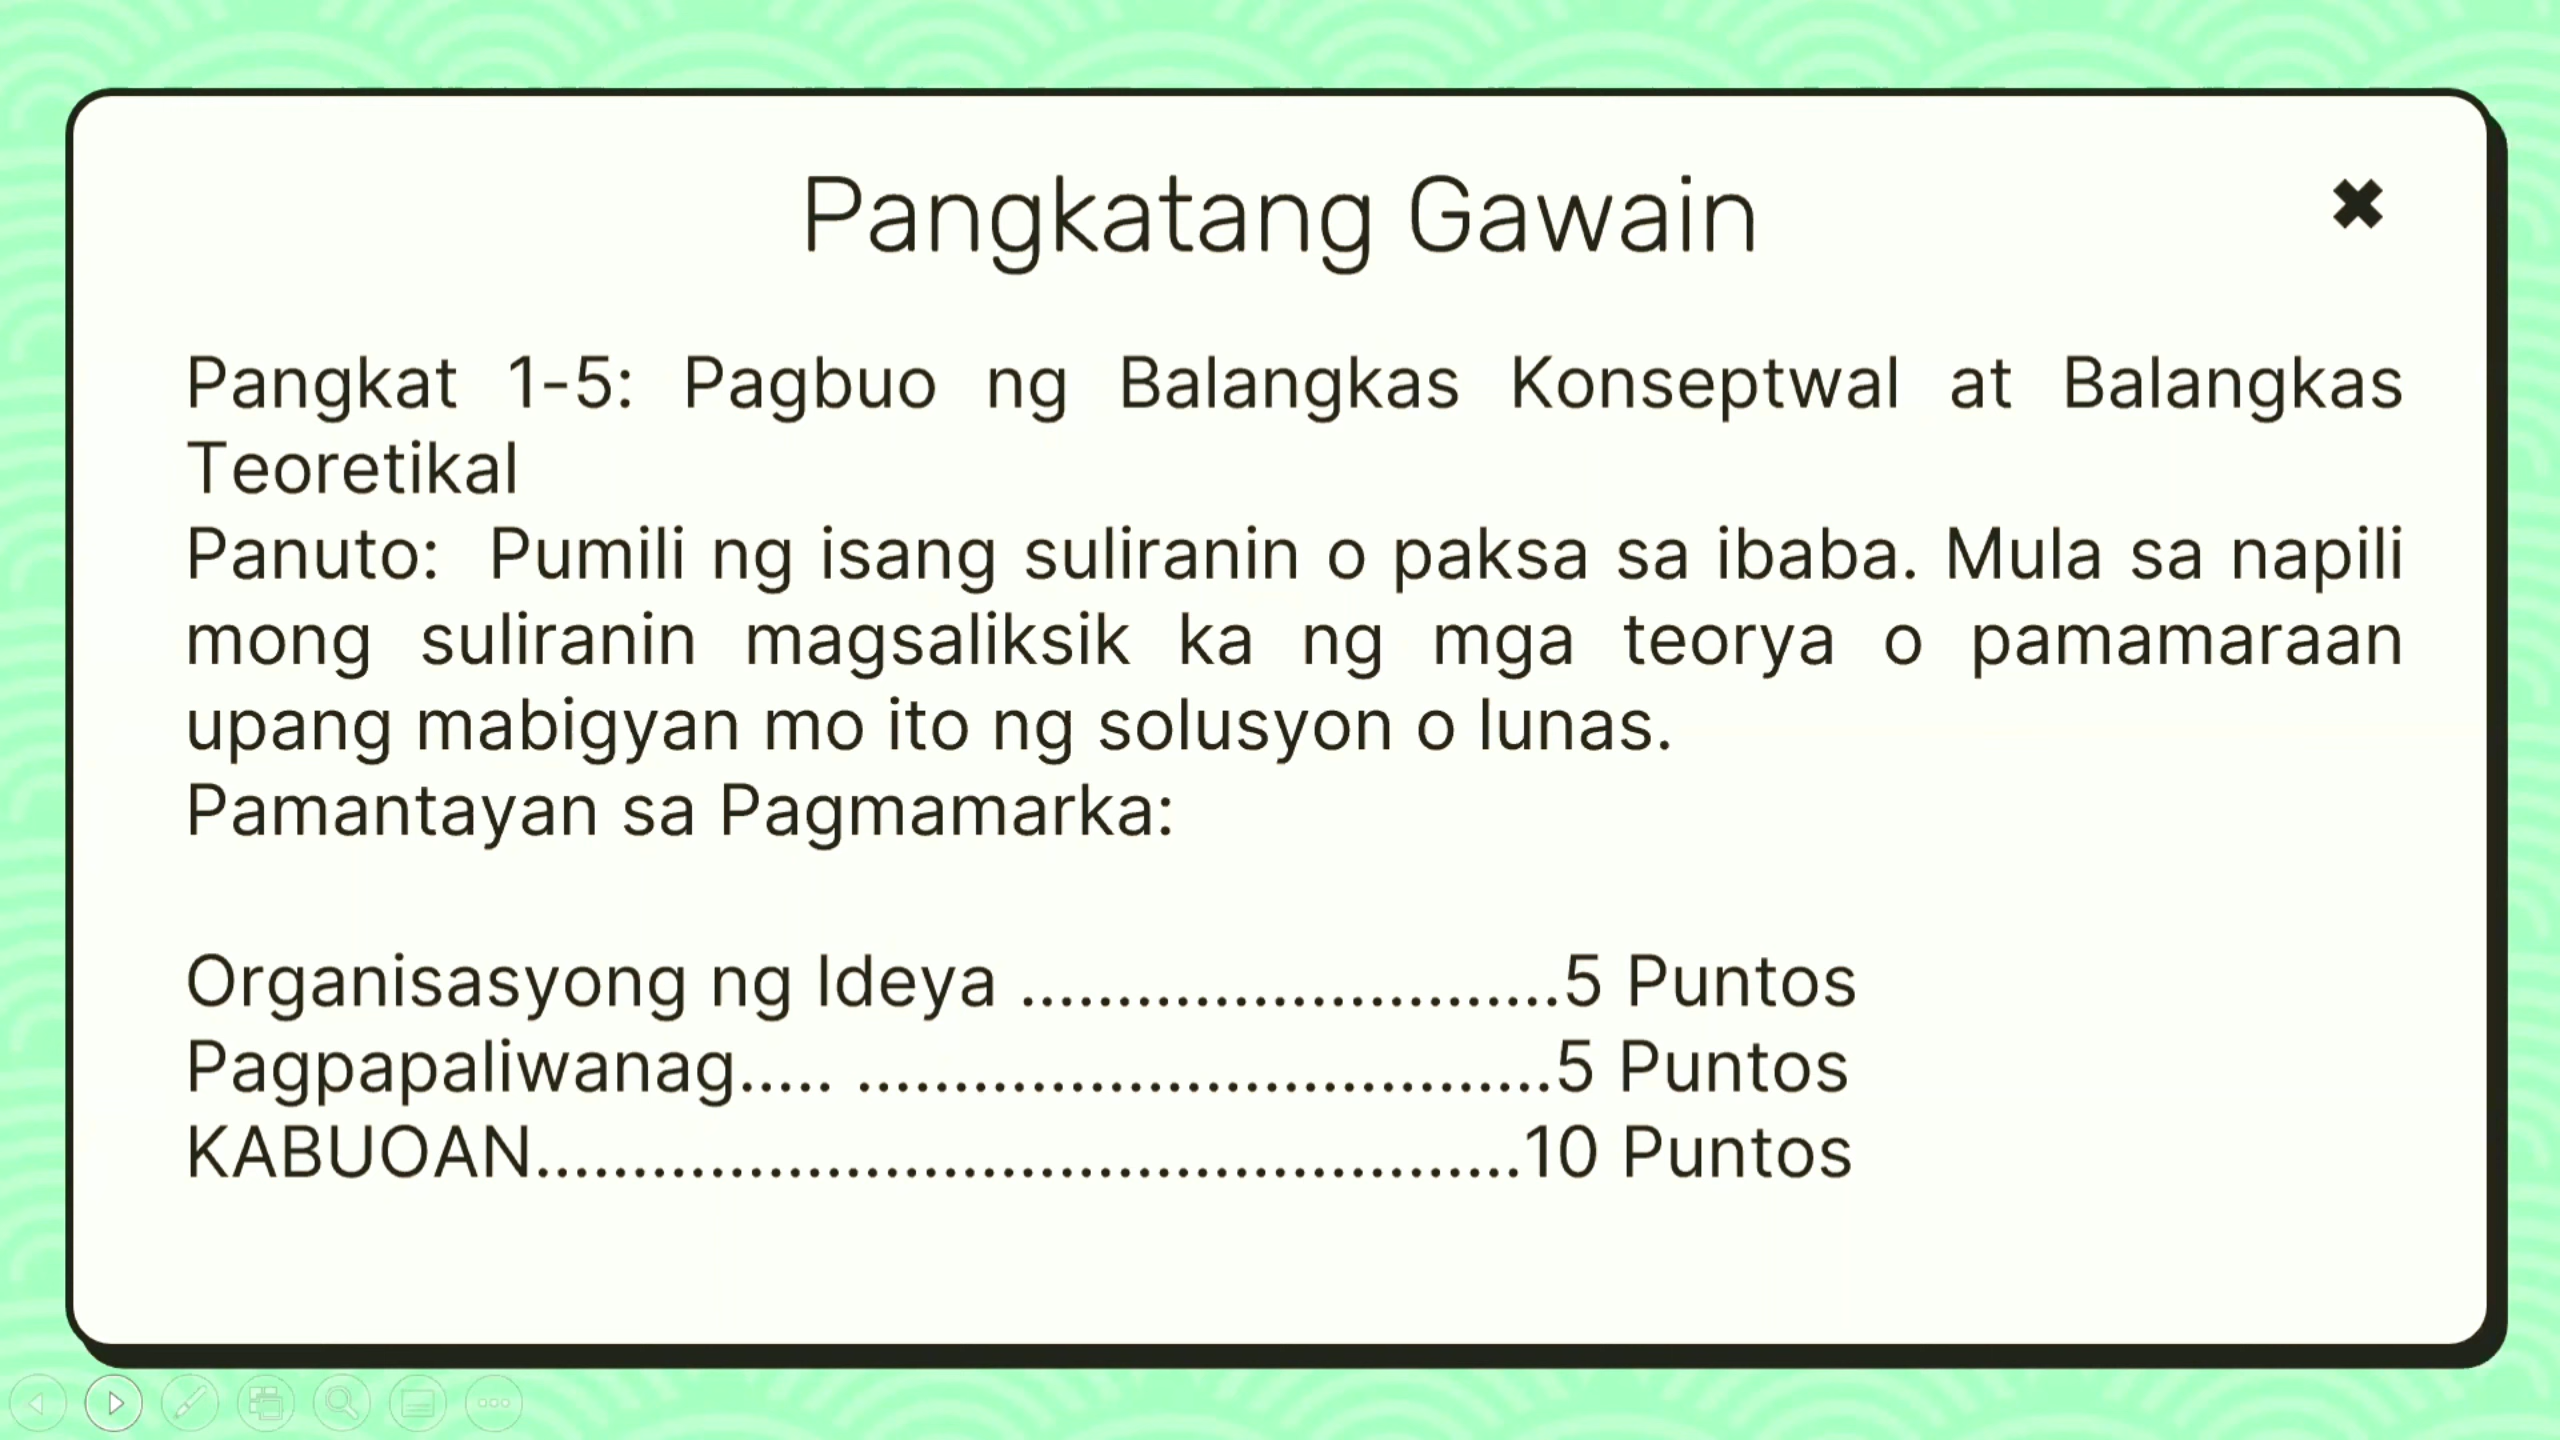 Pangkatang Gawain
Pangkat 1-5: Pagbuo ng Balangkas Konseptwal at Balangkas
Teoretikal
Panuto: Pumili ng isang suliranin o paksa sa ibaba. Mula sa napili
mong suliranin magsaliksik ka ng mga teorya o pamamaraan
upang mabigyan mo ito ng solusyon o lunas.
Pamantayan sa Pagmamarka:
Organisasyong ng Ideya ............................5 Puntos
Pagpapaliwanag..... ....................................5 Puntos
KABUOAN...................................................10 Puntos